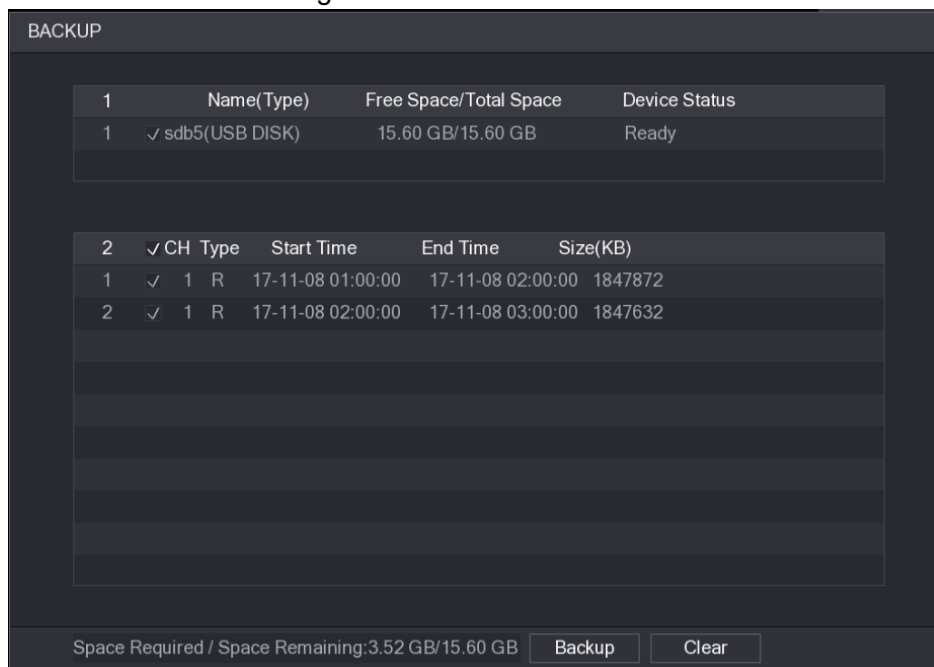 BACKUP
1 Name(Type) Free Space/Total Space Device Status
1 sdb5(USB DISK) 15.60 GB/15.60 GB Ready
2 CH Type Start Time End Time Size(KB)
1 1 R 17-11-08 01:00:00 17-11-08 02:00:00 1847872
2 1 R 17-11-08 02:00:00 17-11-08 03:00:00 1847632
Space Required / Space Remaining:3.52 GB/15.60 GB Backup Clear